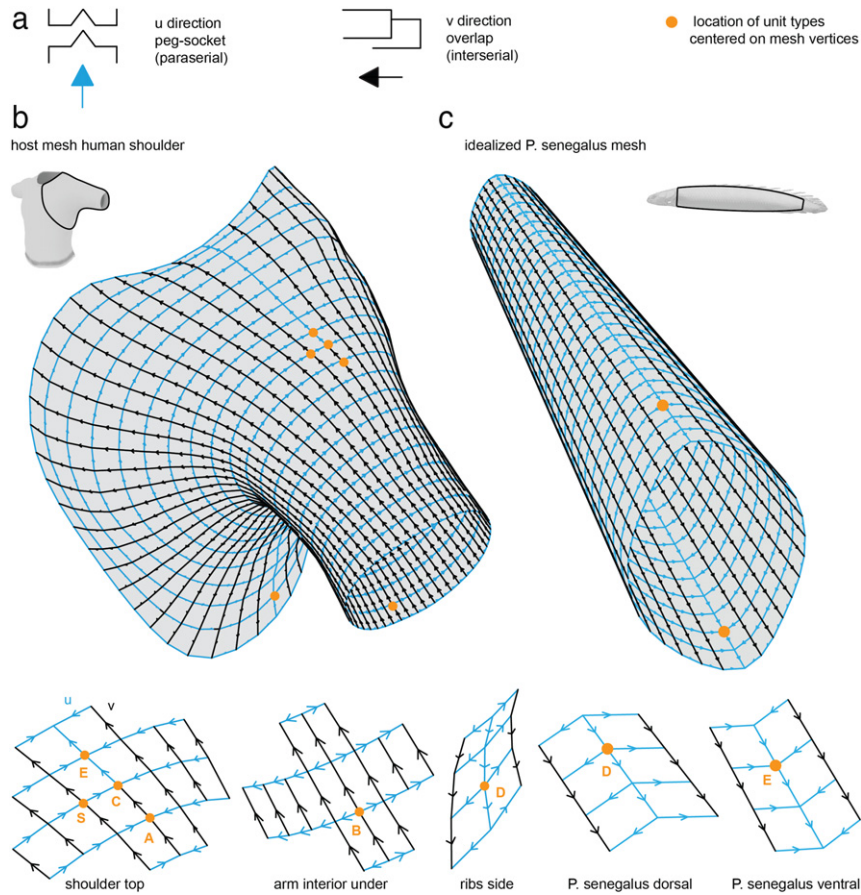 a
u direction
peg-socket
(paraserial)
v direction
overlap
(interserial)
location of unit types
centered on mesh vertices
b
host mesh human shoulder
c
idealized P. senegalus mesh
u
v
E
C
S
A
shoulder top
B
arm interior under
D
ribs side
D
P. senegalus dorsal
E
P. senegalus ventral